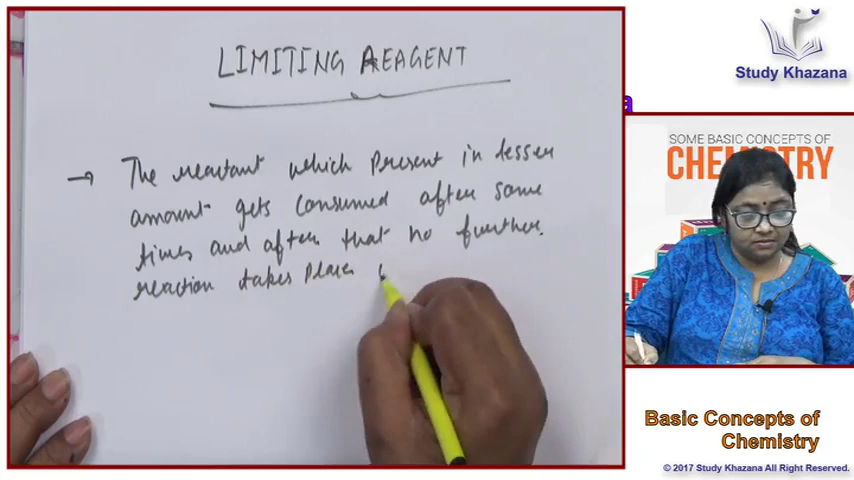 LIMITING REAGENT
→ The reactant which present in lesser
amount gets consumed after some
times and after that no further
reaction takes place
Study Khazana
SOME BASIC CONCEPTS OF
CHEMISTRY
Basic Concepts of
Chemistry
© 2017 Study Khazana All Right Reserved.